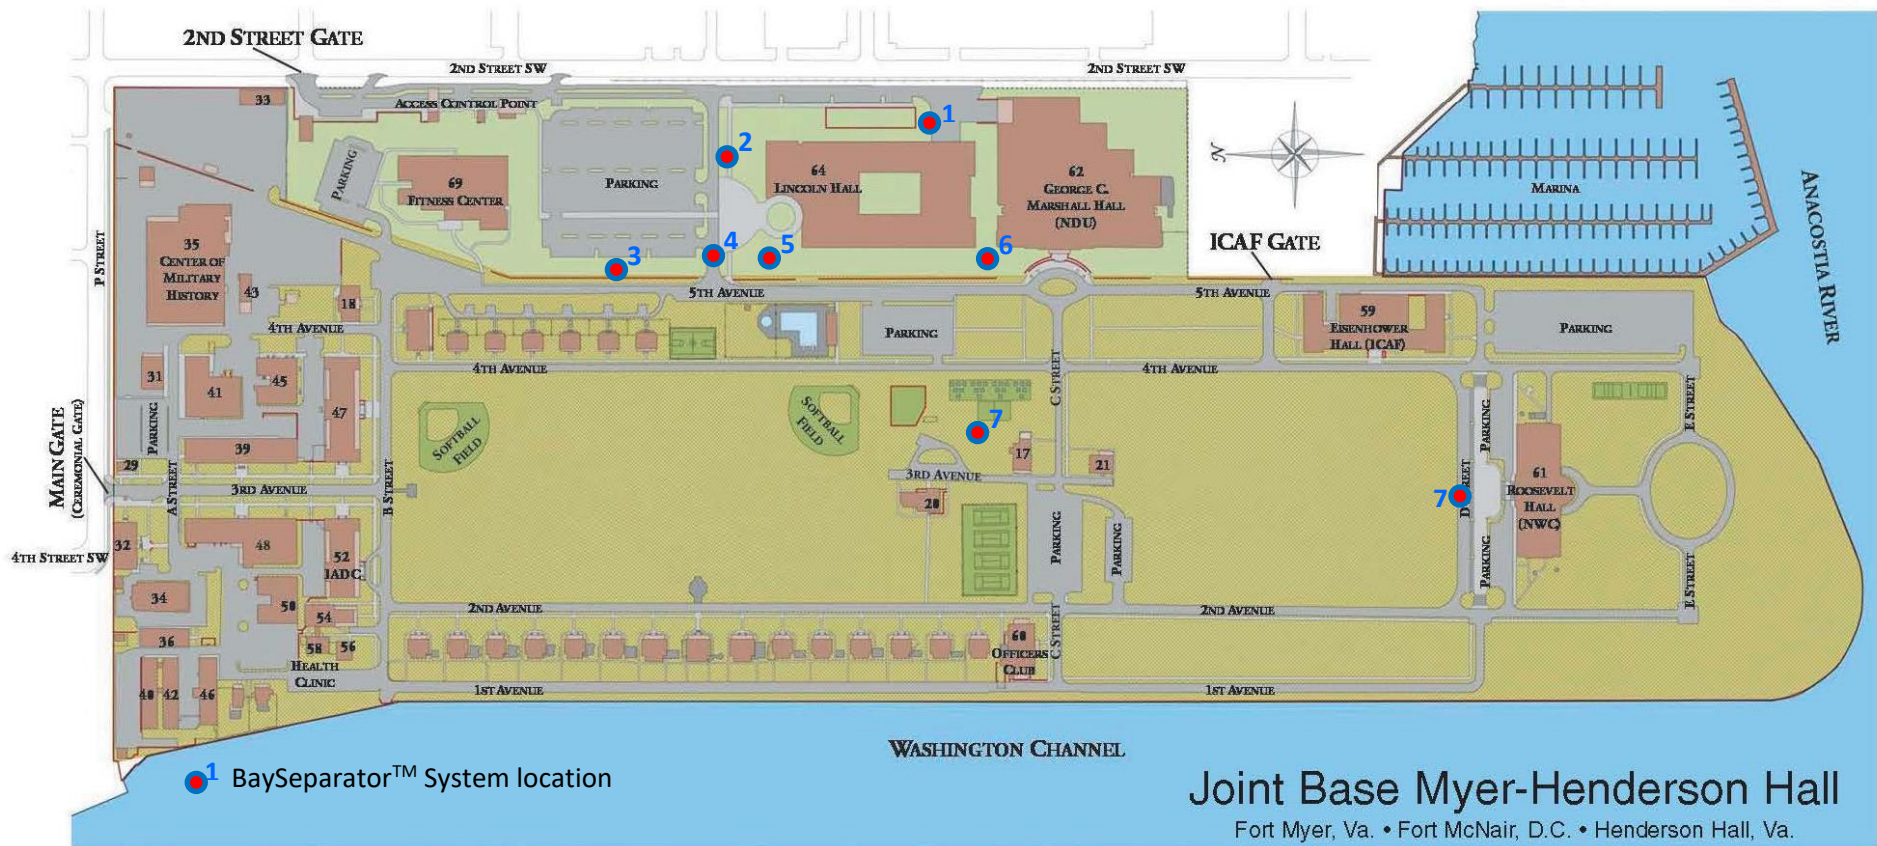 2ND STREET GATE
2ND STREET SW
2ND STREET SW
33
ACCESS CONTROL POINT
1
2
N
PARKING
69
FITNESS CENTER
PARKING
64
LINCOLN HALL
62
GEORGE C.
MARSHALL HALL
(NDU)
MARINA
ANACOSTIA RIVER
P STREET
35
CENTER OF
MILITARY
HISTORY
43
18
3
4
5
6
ICAF GATE
5TH AVENUE
5TH AVENUE
4TH AVENUE
PARKING
59
EISENHOWER
HALL (ICAF)
PARKING
31
41
45
47
4TH AVENUE
C STREET
4TH AVENUE
PARKING
MAIN GATE
(CEREMONIAL GATE)
39
SOFTBALL
FIELD
SOFTBALL
FIELD
7
17
21
PARKING
E STREET
29
A STREET
3RD AVENUE
B STREET
3RD AVENUE
20
7
D STREET
61
ROOSEVELT
HALL
(NWC)
32
4TH STREET SW
48
52
IADC
PARKING
PARKING
PARKING
E STREET
34
50
54
2ND AVENUE
2ND AVENUE
36
58
56
60
OFFICERS
CLUB
C STREET
HEALTH
CLINIC
40
42
46
1ST AVENUE
1ST AVENUE
WASHINGTON CHANNEL
1 BaySeparator™ System location
Joint Base Myer-Henderson Hall
Fort Myer, Va. • Fort McNair, D.C. • Henderson Hall, Va.